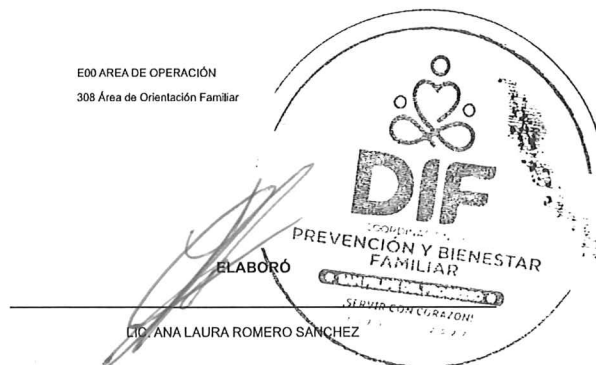 E00 AREA DE OPERACIÓN
308 Área de Orientación Familiar
DIF
PREVENCIÓN Y BIENESTAR
FAMILIAR
¡SERVIR CON CORAZÓN!
ELABORÓ
LIC. ANA LAURA ROMERO SANCHEZ